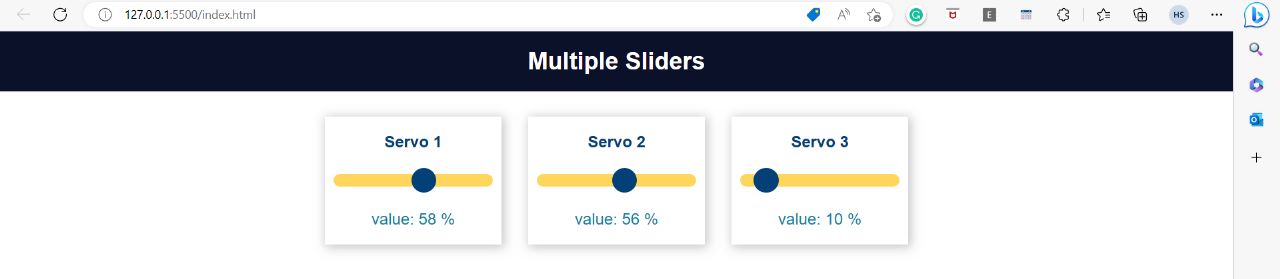 127.0.0.1:5500/index.html
HS
Multiple Sliders
Servo 1
Servo 2
Servo 3
value: 58 %
value: 56 %
value: 10 %